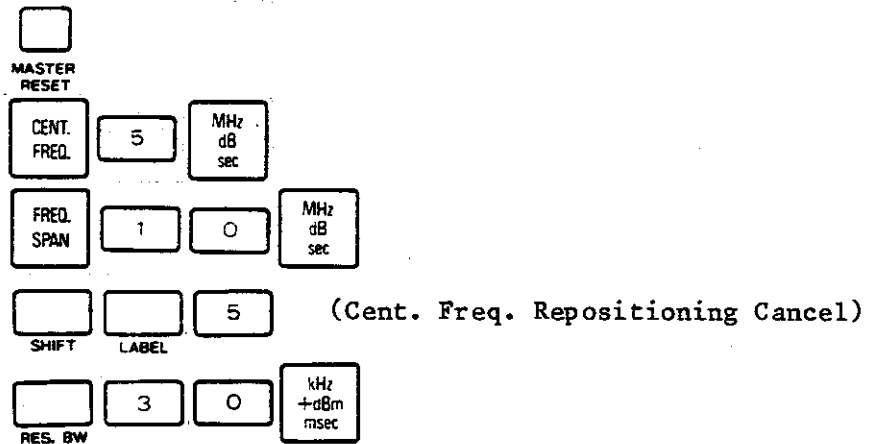 MASTER
RESET
CENT.
FREQ.
5
MHz
dB
sec
FREQ.
SPAN
1
0
MHz
dB
sec
5
(Cent. Freq. Repositioning Cancel)
SHIFT
LABEL
3
0
kHz
+dBm
msec
RES. BW